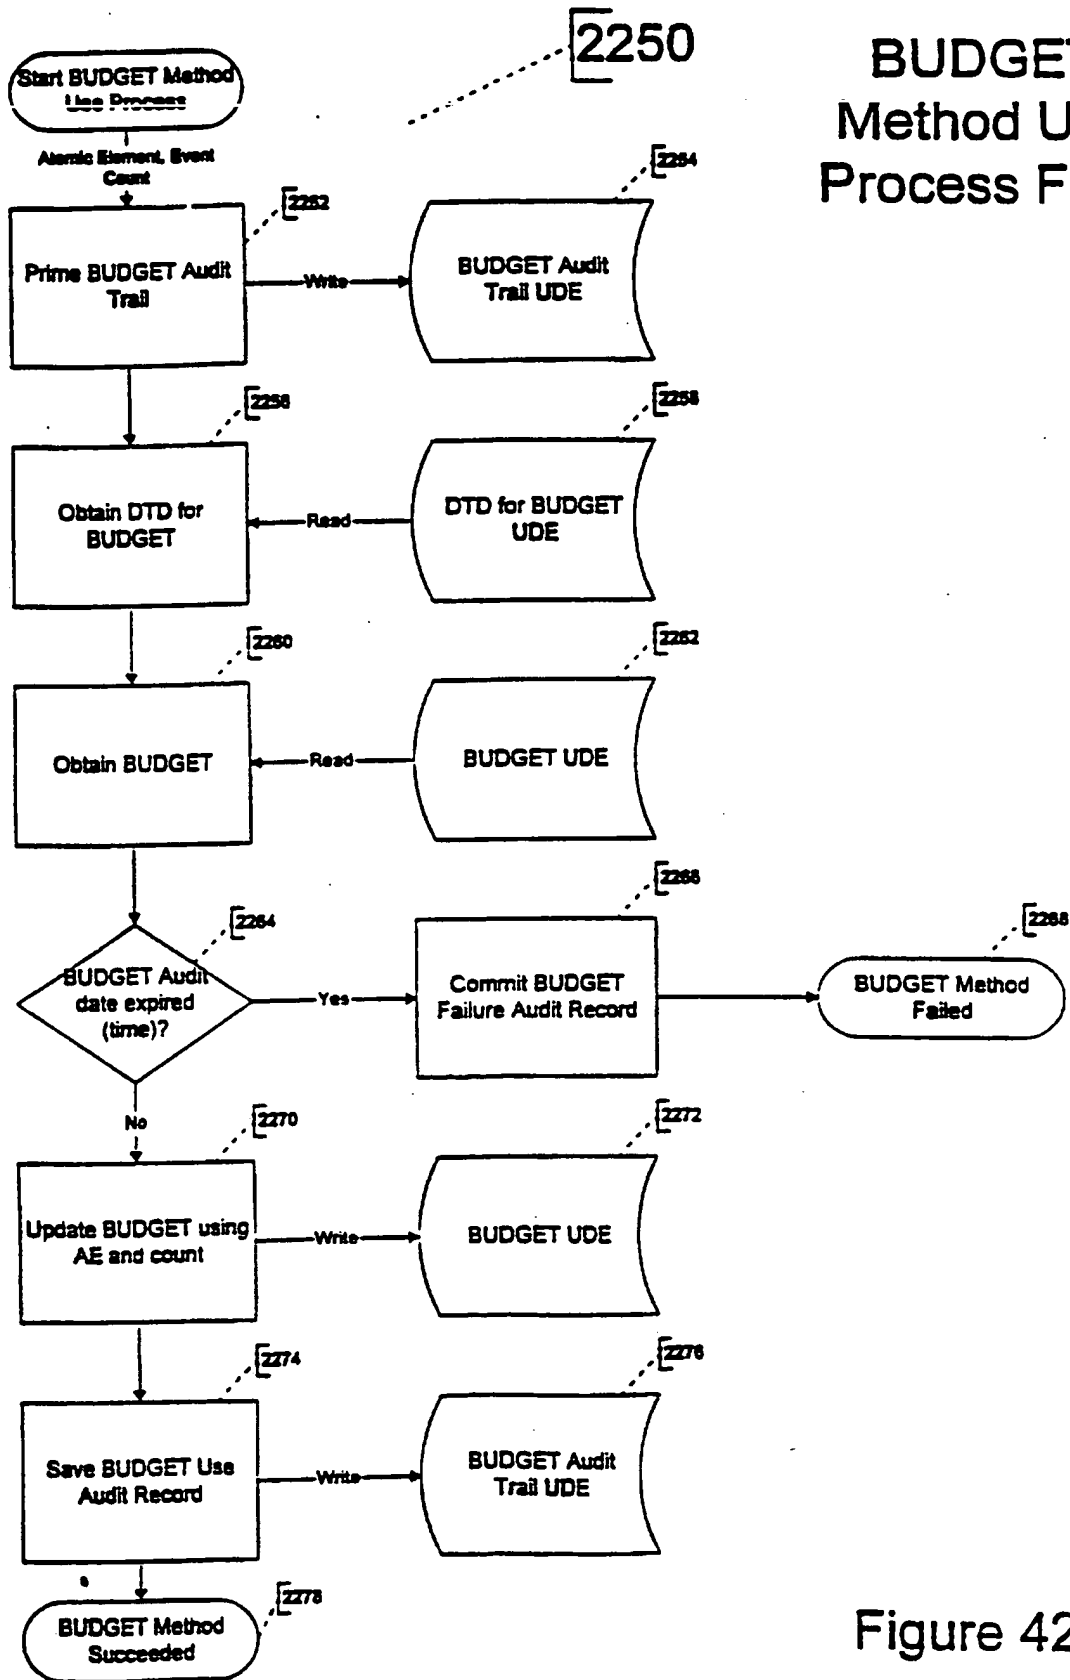 2250
BUDGET
Method U
Process F
Start BUDGET Method
Use Process
Atomic Element, Event
Count
2252
2254
Prime BUDGET Audit
Trail
Write
BUDGET Audit
Trail UDE
2256
2258
Obtain DTD for
BUDGET
Read
DTD for BUDGET
UDE
2260
2262
Obtain BUDGET
Read
BUDGET UDE
2264
2266
2268
BUDGET Audit
date expired
(time)?
Yes
Commit BUDGET
Failure Audit Record
BUDGET Method
Failed
No
2270
2272
Update BUDGET using
AE and count
Write
BUDGET UDE
2274
2276
Save BUDGET Use
Audit Record
Write
BUDGET Audit
Trail UDE
2278
BUDGET Method
Succeeded
Figure 42